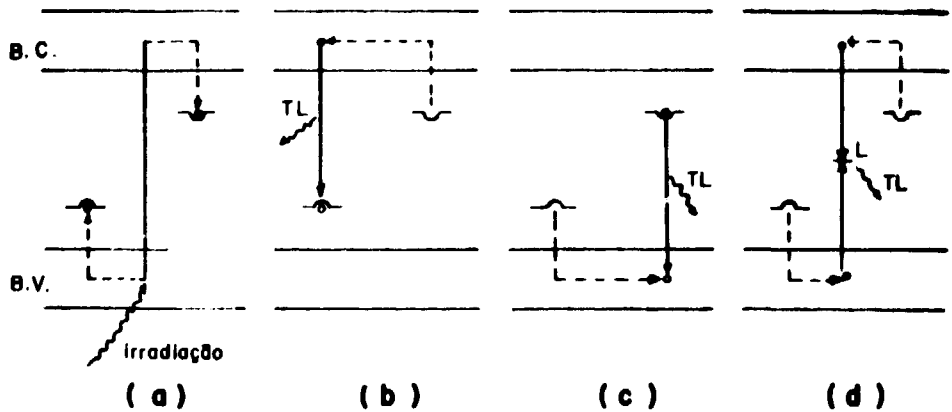 B.C.
TL
TL
L
TL
B.V.
irradiação
(a) (b) (c) (d)